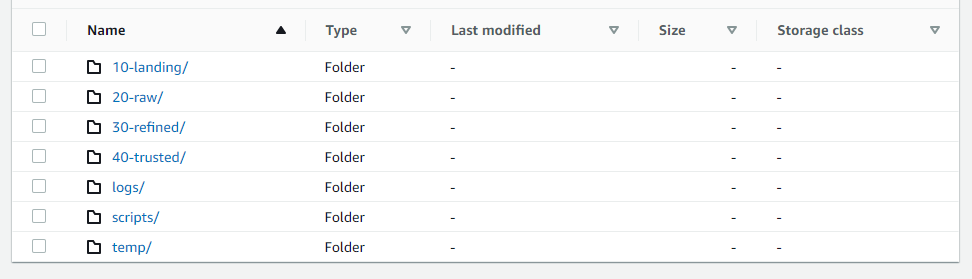 Name Type Last modified Size Storage class
10-landing/ Folder - - -
20-raw/ Folder - - -
30-refined/ Folder - - -
40-trusted/ Folder - - -
logs/ Folder - - -
scripts/ Folder - - -
temp/ Folder - - -